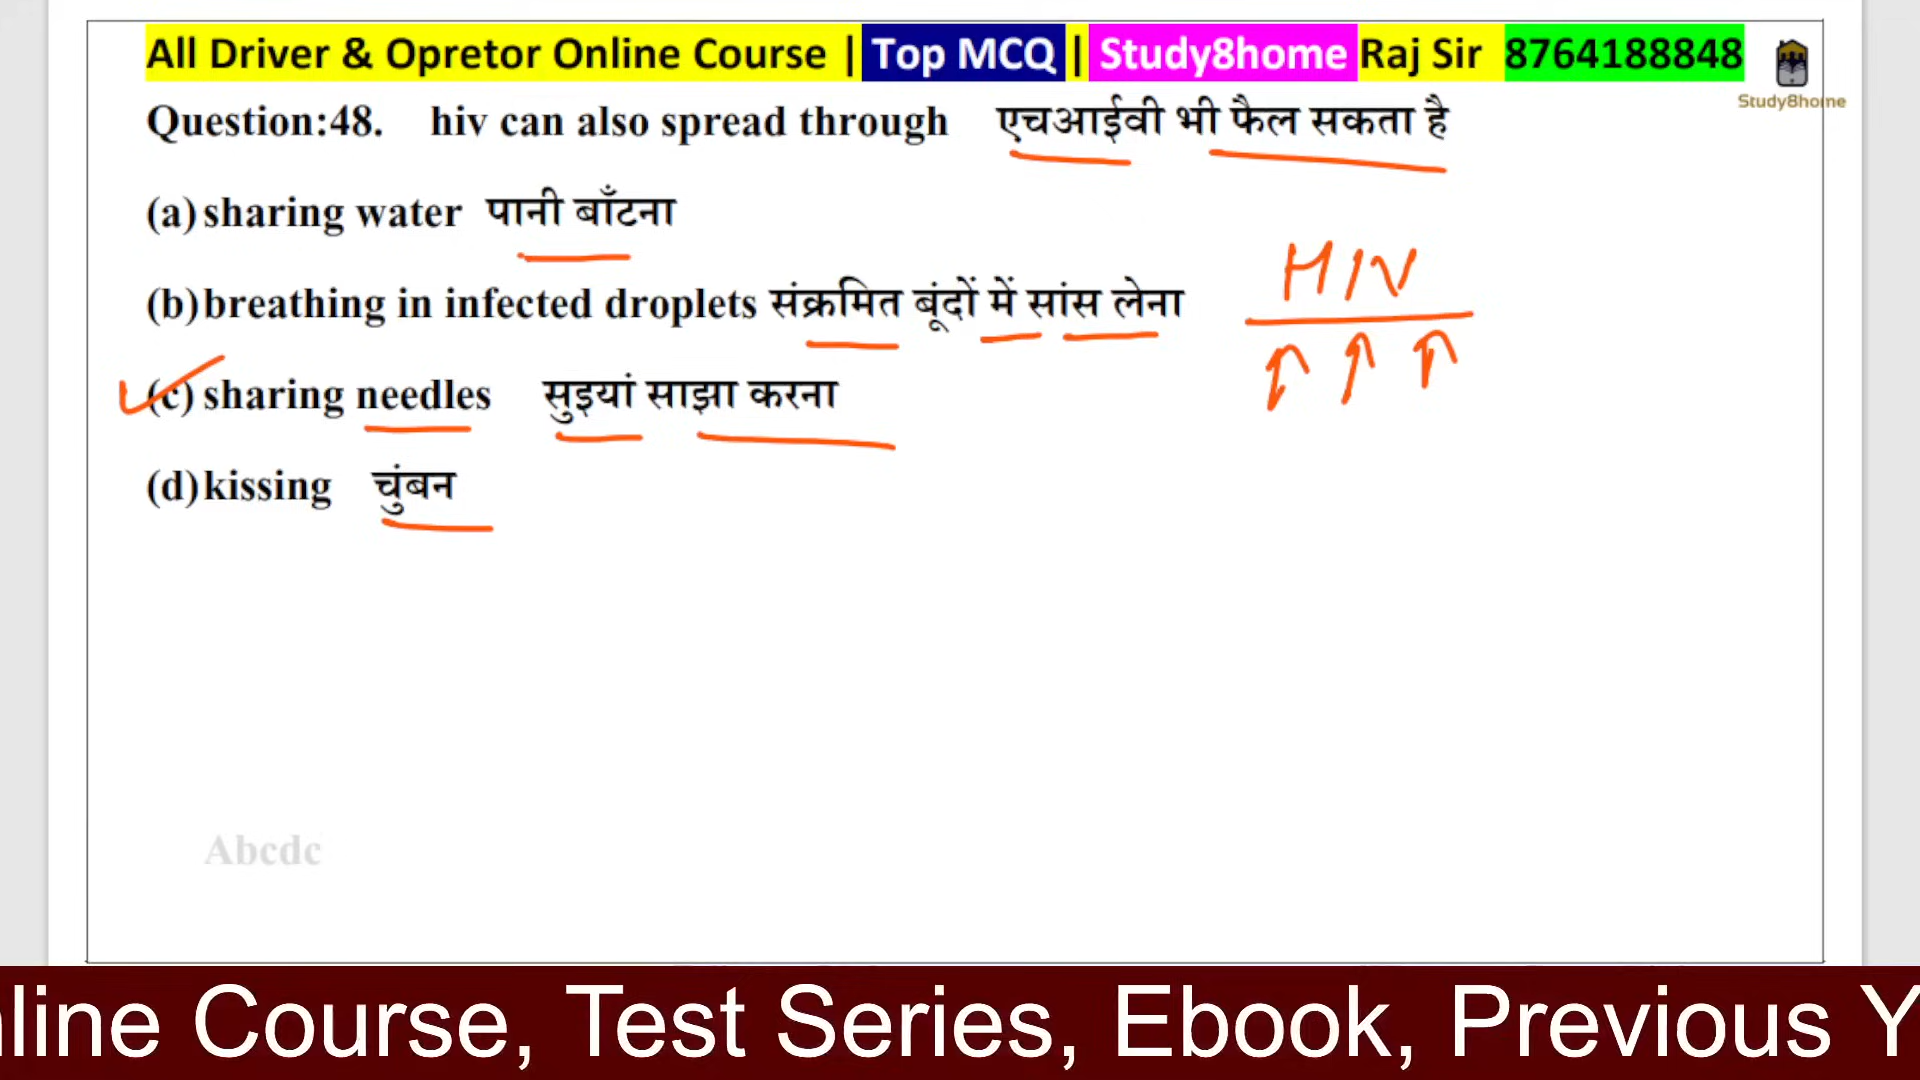 All Driver & Opretor Online Course | Top MCQ | Study8home Raj Sir 8764188848
Study8home
Question:48. hiv can also spread through एचआईवी भी फैल सकता है
(a) sharing water पानी बाँटना
(b) breathing in infected droplets संक्रमित बूंदों में सांस लेना
HIV
(c) sharing needles सुइयां साझा करना
(d) kissing चुंबन
Abcdc
line Course, Test Series, Ebook, Previous Y